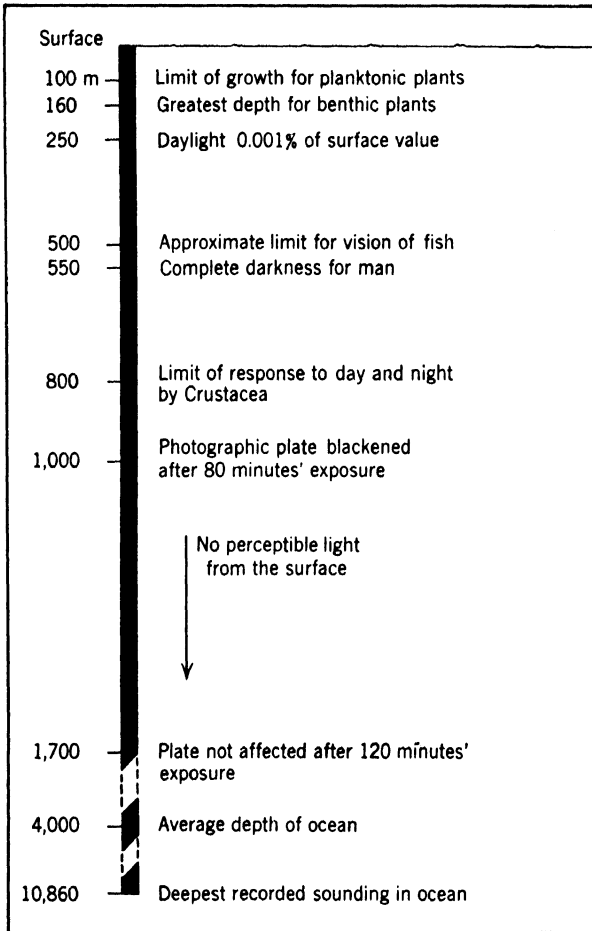 Surface
100 m Limit of growth for planktonic plants
160 Greatest depth for benthic plants
250 Daylight 0.001% of surface value
500 Approximate limit for vision of fish
550 Complete darkness for man
800 Limit of response to day and night
by Crustacea
1,000 Photographic plate blackened
after 80 minutes' exposure
No perceptible light
from the surface
1,700 Plate not affected after 120 minutes'
exposure
4,000 Average depth of ocean
10,860 Deepest recorded sounding in ocean